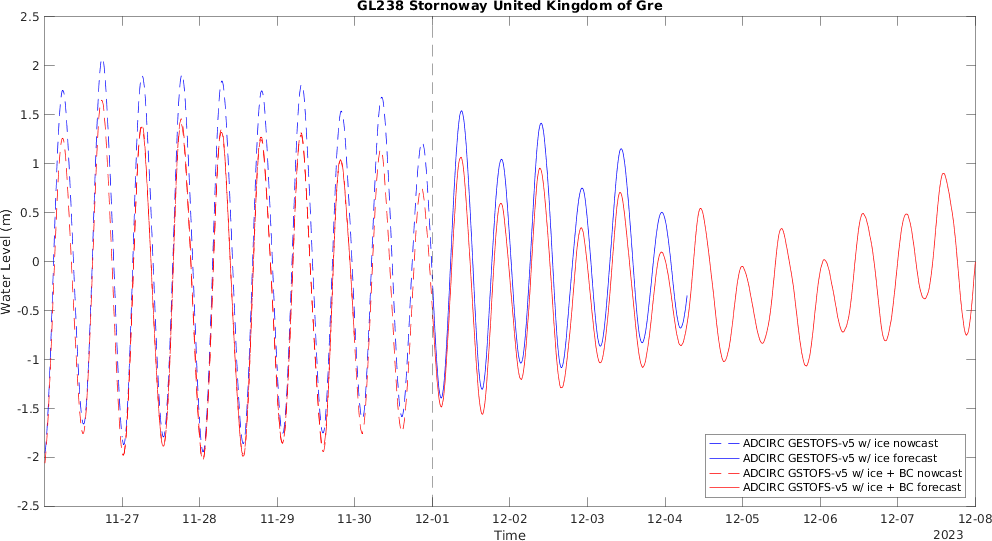 GL238 Stornoway United Kingdom of Gre
2.5
2
1.5
1
0.5
0
-0.5
-1
-1.5
-2
-2.5
Water Level (m)
11-27 11-28 11-29 11-30 12-01 12-02 12-03 12-04 12-05 12-06 12-07 12-08
Time
2023
ADCIRC GESTOFS-v5 w/ ice nowcast
ADCIRC GESTOFS-v5 w/ ice forecast
ADCIRC GSTOFS-v5 w/ ice + BC nowcast
ADCIRC GSTOFS-v5 w/ ice + BC forecast